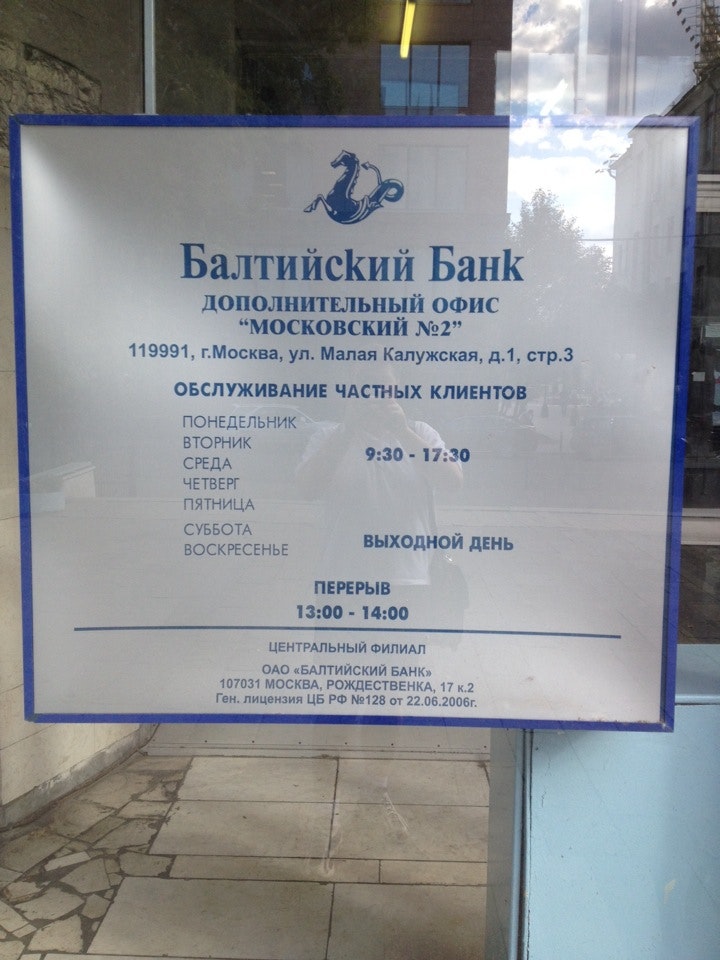 Балтийский Банк
ДОПОЛНИТЕЛЬНЫЙ ОФИС
“МОСКОВСКИЙ №2”
119991, г.Москва, ул. Малая Калужская, д.1, стр.3
ОБСЛУЖИВАНИЕ ЧАСТНЫХ КЛИЕНТОВ
ПОНЕДЕЛЬНИК
ВТОРНИК
СРЕДА
ЧЕТВЕРГ
ПЯТНИЦА
9:30 - 17:30
СУББОТА
ВОСКРЕСЕНЬЕ
ВЫХОДНОЙ ДЕНЬ
ПЕРЕРЫВ
13:00 - 14:00
ЦЕНТРАЛЬНЫЙ ФИЛИАЛ
ОАО «БАЛТИЙСКИЙ БАНК»
107031 МОСКВА, РОЖДЕСТВЕНКА, 17 к.2
Ген. лицензия ЦБ РФ №128 от 22.06.2006г.